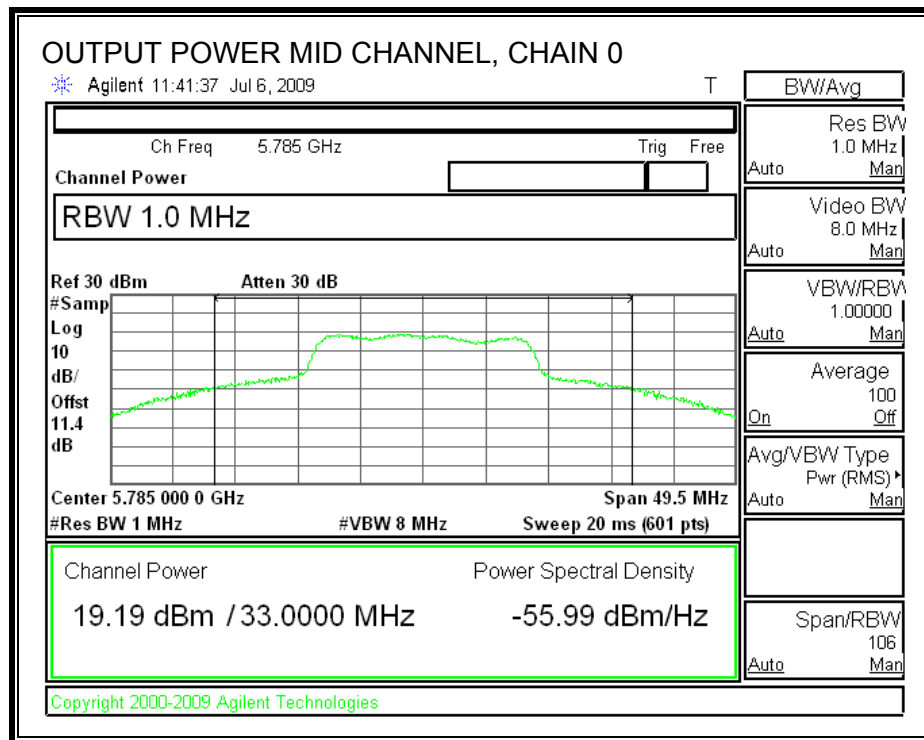 OUTPUT POWER MID CHANNEL, CHAIN 0
Agilent 11:41:37 Jul 6, 2009 T
Ch Freq 5.785 GHz Trig Free
Channel Power
RBW 1.0 MHz
Ref 30 dBm Atten 30 dB
#Samp
Log
10
dB/
Offst
11.4
dB
Center 5.785 000 0 GHz Span 49.5 MHz
#Res BW 1 MHz #VBW 8 MHz Sweep 20 ms (601 pts)
Channel Power Power Spectral Density
19.19 dBm / 33.0000 MHz -55.99 dBm/Hz
Copyright 2000-2009 Agilent Technologies
BW/Avg
Res BW
1.0 MHz
Auto Man
Video BW
8.0 MHz
Auto Man
VBW/RBW
1.00000
Auto Man
Average
100
On Off
Avg/VBW Type
Pwr (RMS)
Auto Man
Span/RBW
106
Auto Man